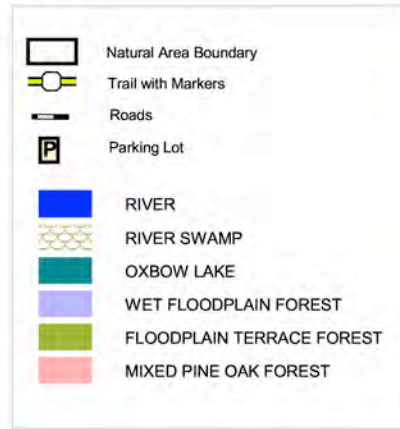 Natural Area Boundary
Trail with Markers
Roads
P Parking Lot
RIVER
RIVER SWAMP
OXBOW LAKE
WET FLOODPLAIN FOREST
FLOODPLAIN TERRACE FOREST
MIXED PINE OAK FOREST